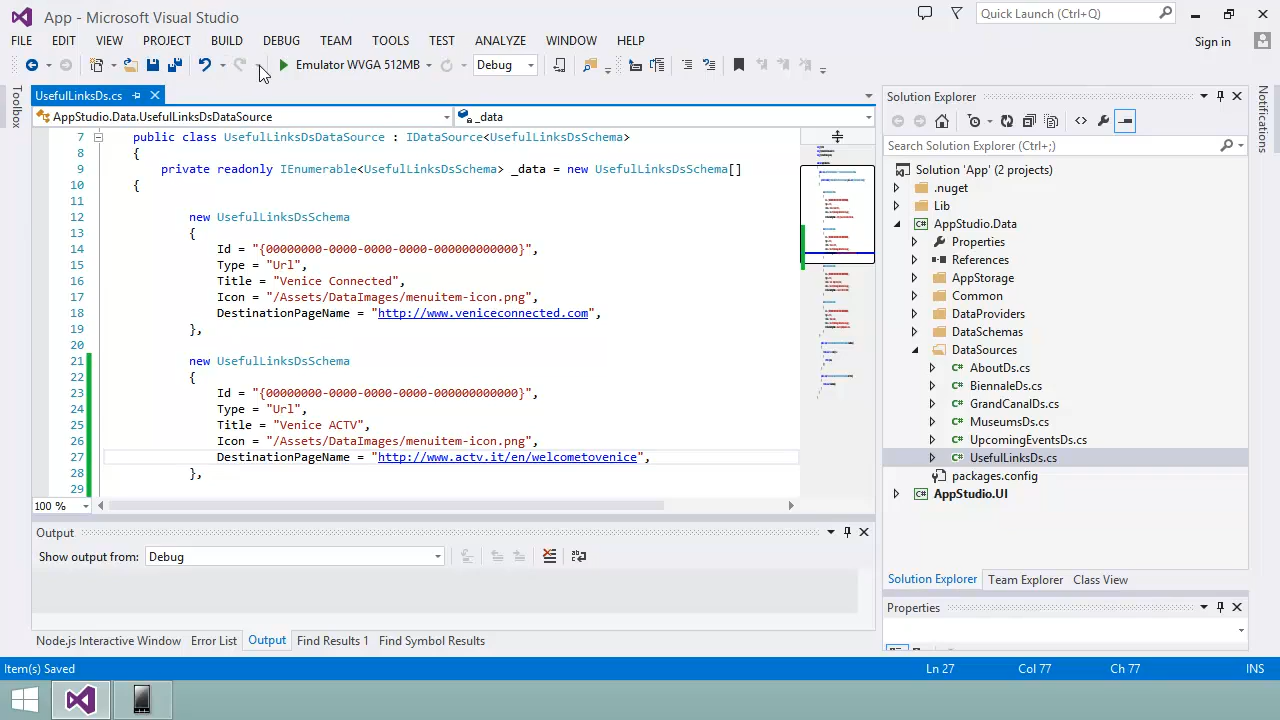 App - Microsoft Visual Studio
Quick Launch (Ctrl+Q)
FILE EDIT VIEW PROJECT BUILD DEBUG TEAM TOOLS TEST ANALYZE WINDOW HELP
Sign in
Emulator WVGA 512MB
Debug
Toolbox
UsefulLinksDs.cs
AppStudio.Data.UsefulLinksDsDataSource
_data
7 public class UsefulLinksDsDataSource : IDataSource<UsefulLinksDsSchema>
8 {
9 private readonly IEnumerable<UsefulLinksDsSchema> _data = new UsefulLinksDsSchema[]
10 {
11
12 new UsefulLinksDsSchema
13 {
14 Id = "{00000000-0000-0000-0000-000000000000}",
15 Type = "Url",
16 Title = "Venice Connected",
17 Icon = "/Assets/DataImages/menuitem-icon.png",
18 DestinationPageName = "http://www.veniceconnected.com",
19 },
20
21 new UsefulLinksDsSchema
22 {
23 Id = "{00000000-0000-0000-0000-000000000000}",
24 Type = "Url",
25 Title = "Venice ACTV",
26 Icon = "/Assets/DataImages/menuitem-icon.png",
27 DestinationPageName = "http://www.actv.it/en/welcometovenice",
28 },
29
100 %
Output
Show output from: Debug
Node.js Interactive Window Error List Output Find Results 1 Find Symbol Results
Solution Explorer
Search Solution Explorer (Ctrl+;)
Solution 'App' (2 projects)
.nuget
Lib
AppStudio.Data
Properties
References
AppStorage
Common
DataProviders
DataSchemas
DataSources
AboutDs.cs
BiennaleDs.cs
GrandCanalDs.cs
MuseumsDs.cs
UpcomingEventsDs.cs
UsefulLinksDs.cs
packages.config
AppStudio.UI
Solution Explorer Team Explorer Class View
Properties
Notifications
Item(s) Saved
Ln 27 Col 77 Ch 77 INS